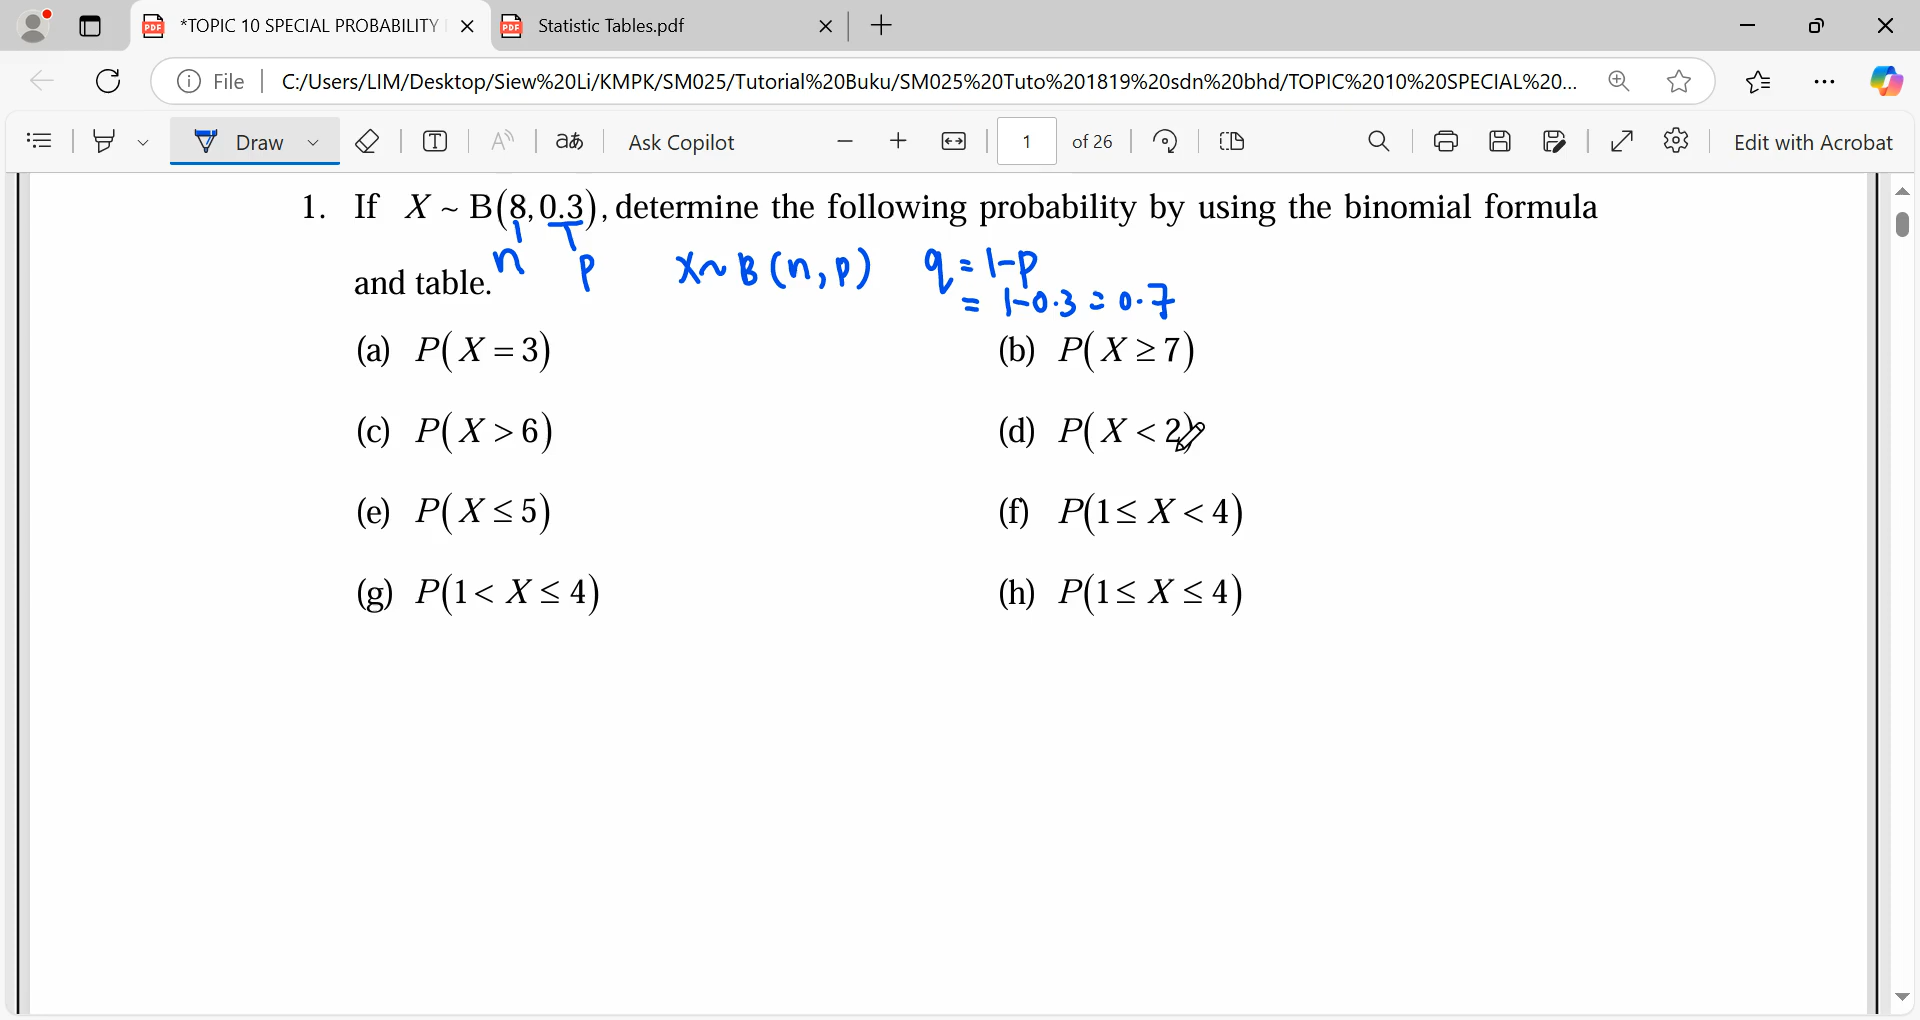 *TOPIC 10 SPECIAL PROBABILITY
Statistic Tables.pdf
File
C:/Users/LIM/Desktop/Siew%20Li/KMPK/SM025/Tutorial%20Buku/SM025%20Tuto%201819%20sdn%20bhd/TOPIC%2010%20SPECIAL%20...
Draw
Ask Copilot
1
of 26
Edit with Acrobat
1. If X ~ B(8, 0.3), determine the following probability by using the binomial formula
and table.
n p X~B(n,p) q = 1-p
= 1-0.3 = 0.7
(a) P(X = 3) (b) P(X ≥ 7)
(c) P(X > 6) (d) P(X < 2)
(e) P(X ≤ 5) (f) P(1 ≤ X < 4)
(g) P(1 < X ≤ 4) (h) P(1 ≤ X ≤ 4)